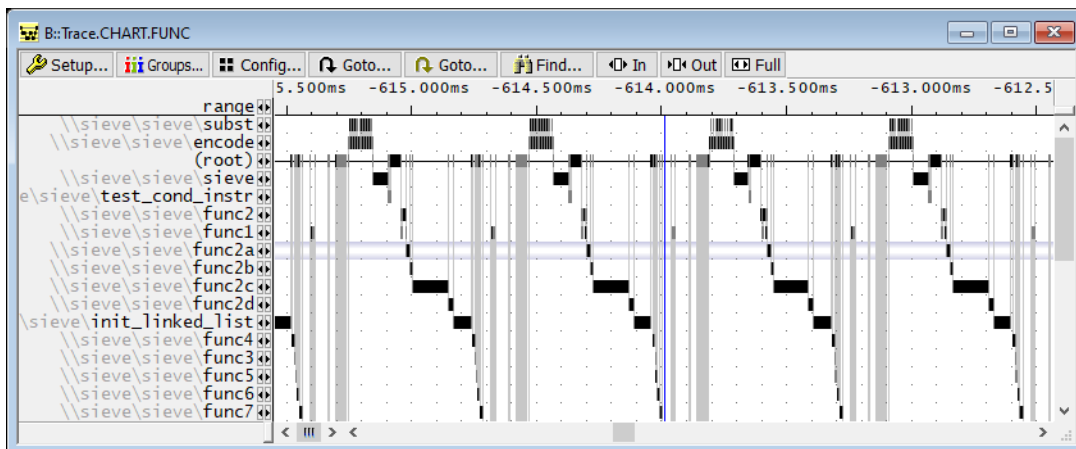 B::Trace.CHART.FUNC
Setup... Groups... Config... Goto... Goto... Find... In Out Full
5.500ms -615.000ms -614.500ms -614.000ms -613.500ms -613.000ms -612.5
range
\\sieve\sieve\subst
\\sieve\sieve\encode
(root)
\\sieve\sieve\sieve
e\sieve\test_cond_instr
\\sieve\sieve\func2
\\sieve\sieve\func1
\\sieve\sieve\func2a
\\sieve\sieve\func2b
\\sieve\sieve\func2c
\\sieve\sieve\func2d
\sieve\init_linked_list
\\sieve\sieve\func4
\\sieve\sieve\func3
\\sieve\sieve\func5
\\sieve\sieve\func6
\\sieve\sieve\func7